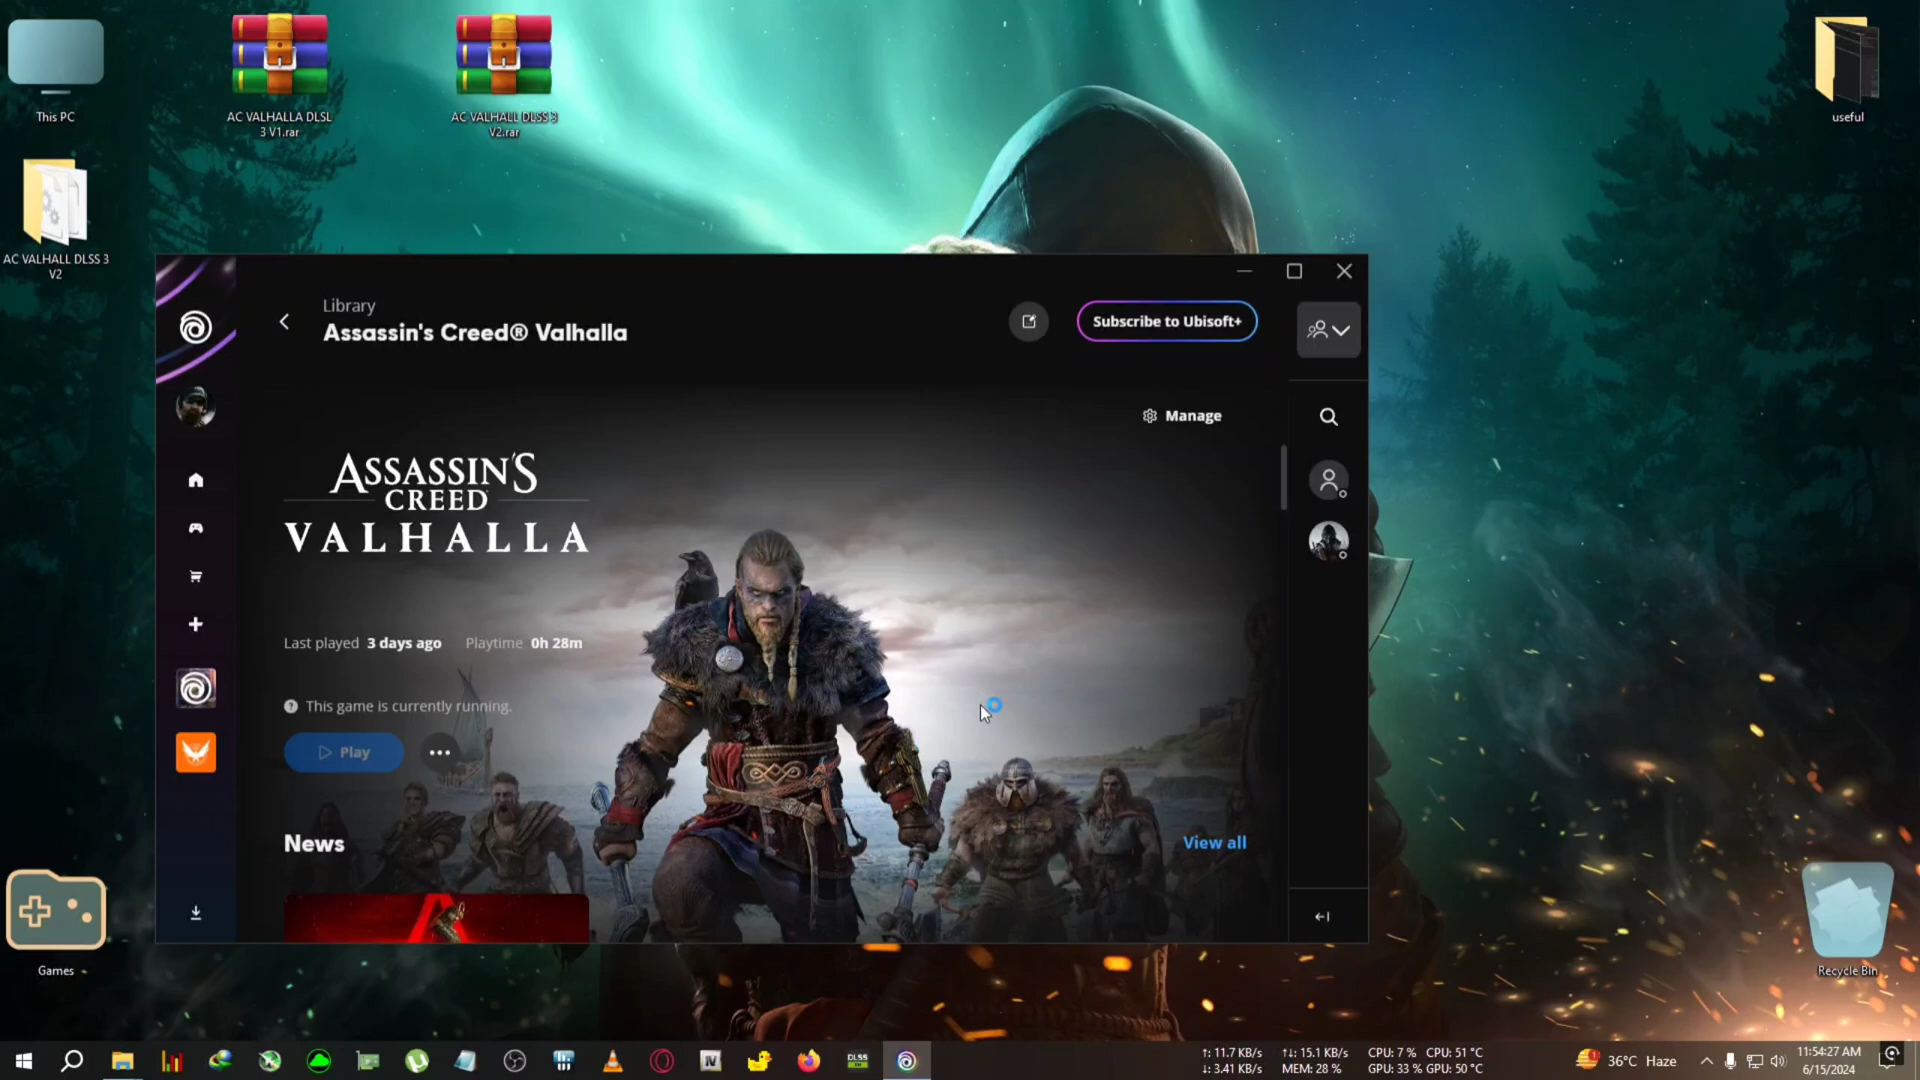 This PC
AC VALHALLA DLSL
3 V1.rar
AC VALHALL DLSS 3
V2.rar
useful
AC VALHALL DLSS 3
V2
Library
Assassin's Creed® Valhalla
Subscribe to Ubisoft+
Manage
ASSASSIN'S
CREED
VALHALLA
Last played 3 days ago Playtime 0h 28m
This game is currently running.
Play
News
View all
Games
Recycle Bin
IV
DLSS
↑: 11.7 KB/s
↓: 3.41 KB/s
↑↓: 15.1 KB/s
MEM: 28 %
CPU: 7 % CPU: 51 °C
GPU: 33 % GPU: 50 °C
36°C Haze
11:54:27 AM
6/15/2024